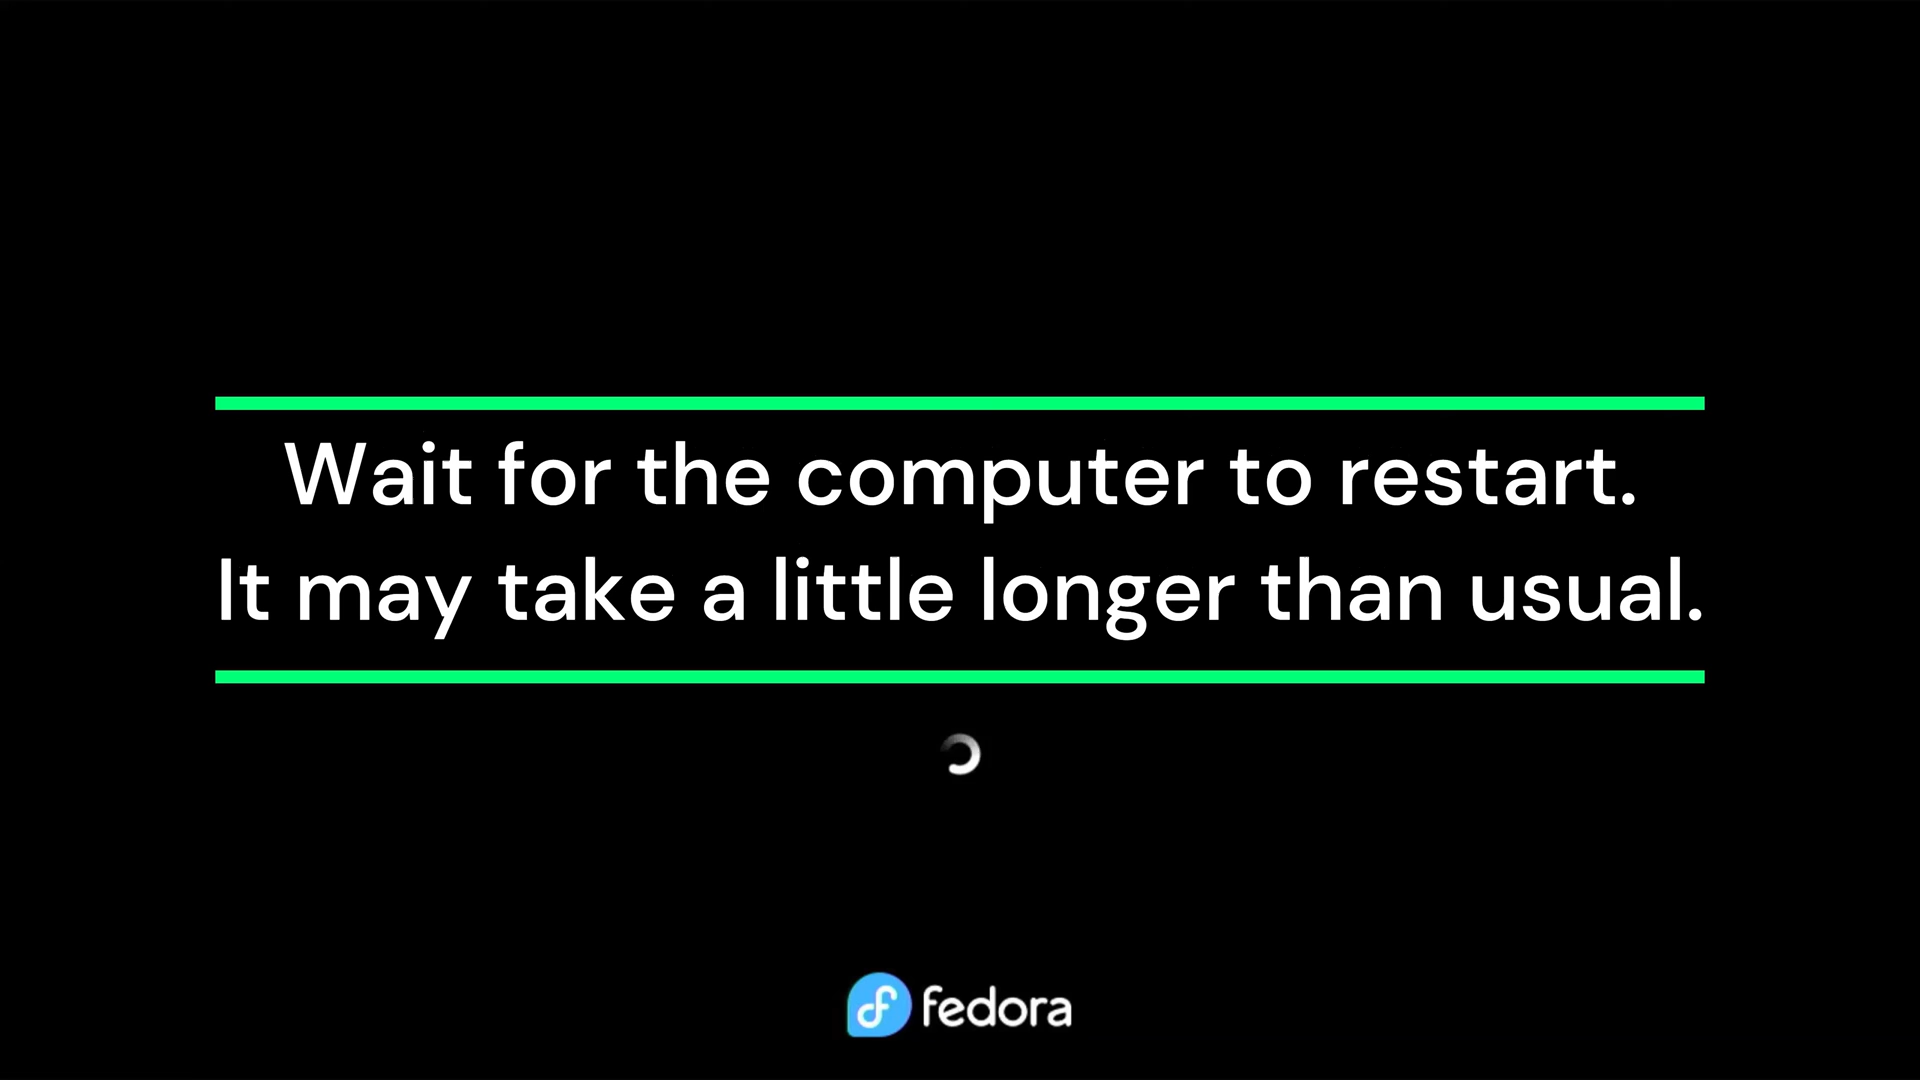 Wait for the computer to restart.
It may take a little longer than usual.
fedora